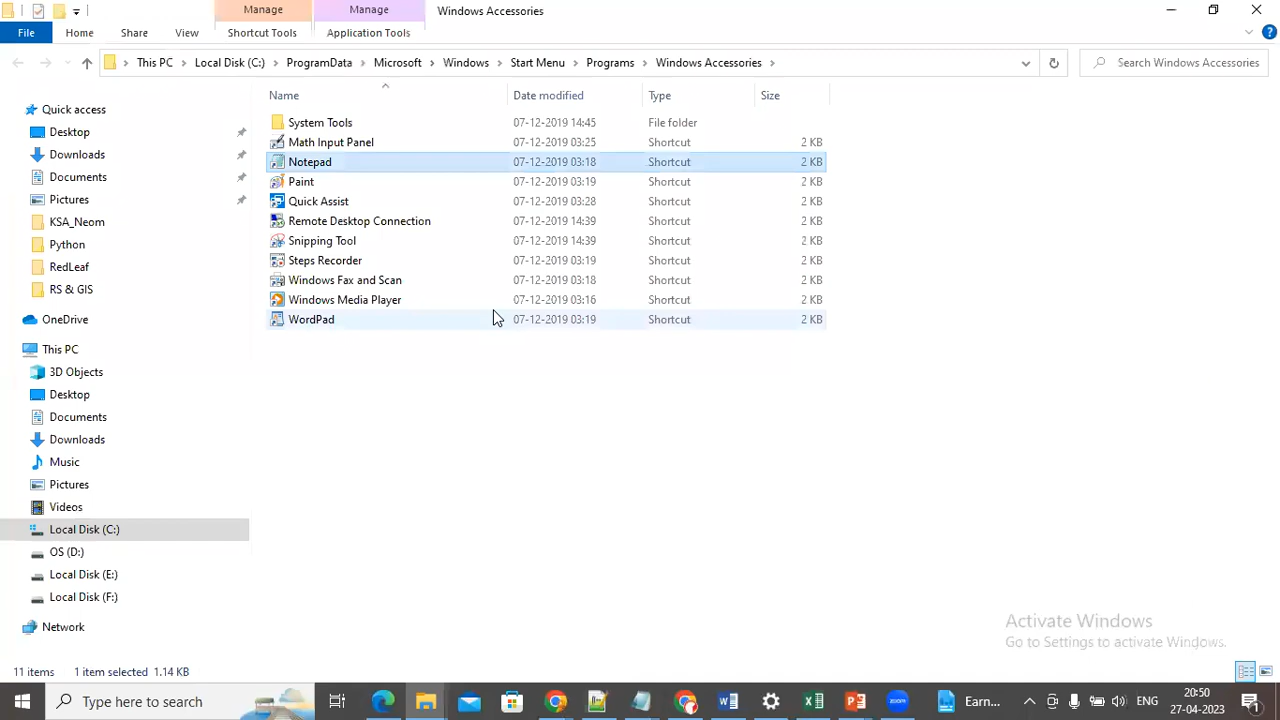 Manage Manage Windows Accessories
File Home Share View Shortcut Tools Application Tools
This PC Local Disk (C:) ProgramData Microsoft Windows Start Menu Programs Windows Accessories Search Windows Accessories
Name Date modified Type Size
Quick access
Desktop
Downloads
Documents
Pictures
KSA_Neom
Python
RedLeaf
RS & GIS
OneDrive
This PC
3D Objects
Desktop
Documents
Downloads
Music
Pictures
Videos
Local Disk (C:)
OS (D:)
Local Disk (E:)
Local Disk (F:)
Network
System Tools 07-12-2019 14:45 File folder
Math Input Panel 07-12-2019 03:25 Shortcut 2 KB
Notepad 07-12-2019 03:18 Shortcut 2 KB
Paint 07-12-2019 03:19 Shortcut 2 KB
Quick Assist 07-12-2019 03:28 Shortcut 2 KB
Remote Desktop Connection 07-12-2019 14:39 Shortcut 2 KB
Snipping Tool 07-12-2019 14:39 Shortcut 2 KB
Steps Recorder 07-12-2019 03:19 Shortcut 2 KB
Windows Fax and Scan 07-12-2019 03:18 Shortcut 2 KB
Windows Media Player 07-12-2019 03:16 Shortcut 2 KB
WordPad 07-12-2019 03:19 Shortcut 2 KB
Activate Windows
Go to Settings to activate Windows.
11 items 1 item selected 1.14 KB
Type here to search zoom Earn... ENG 20:50
27-04-2023 1